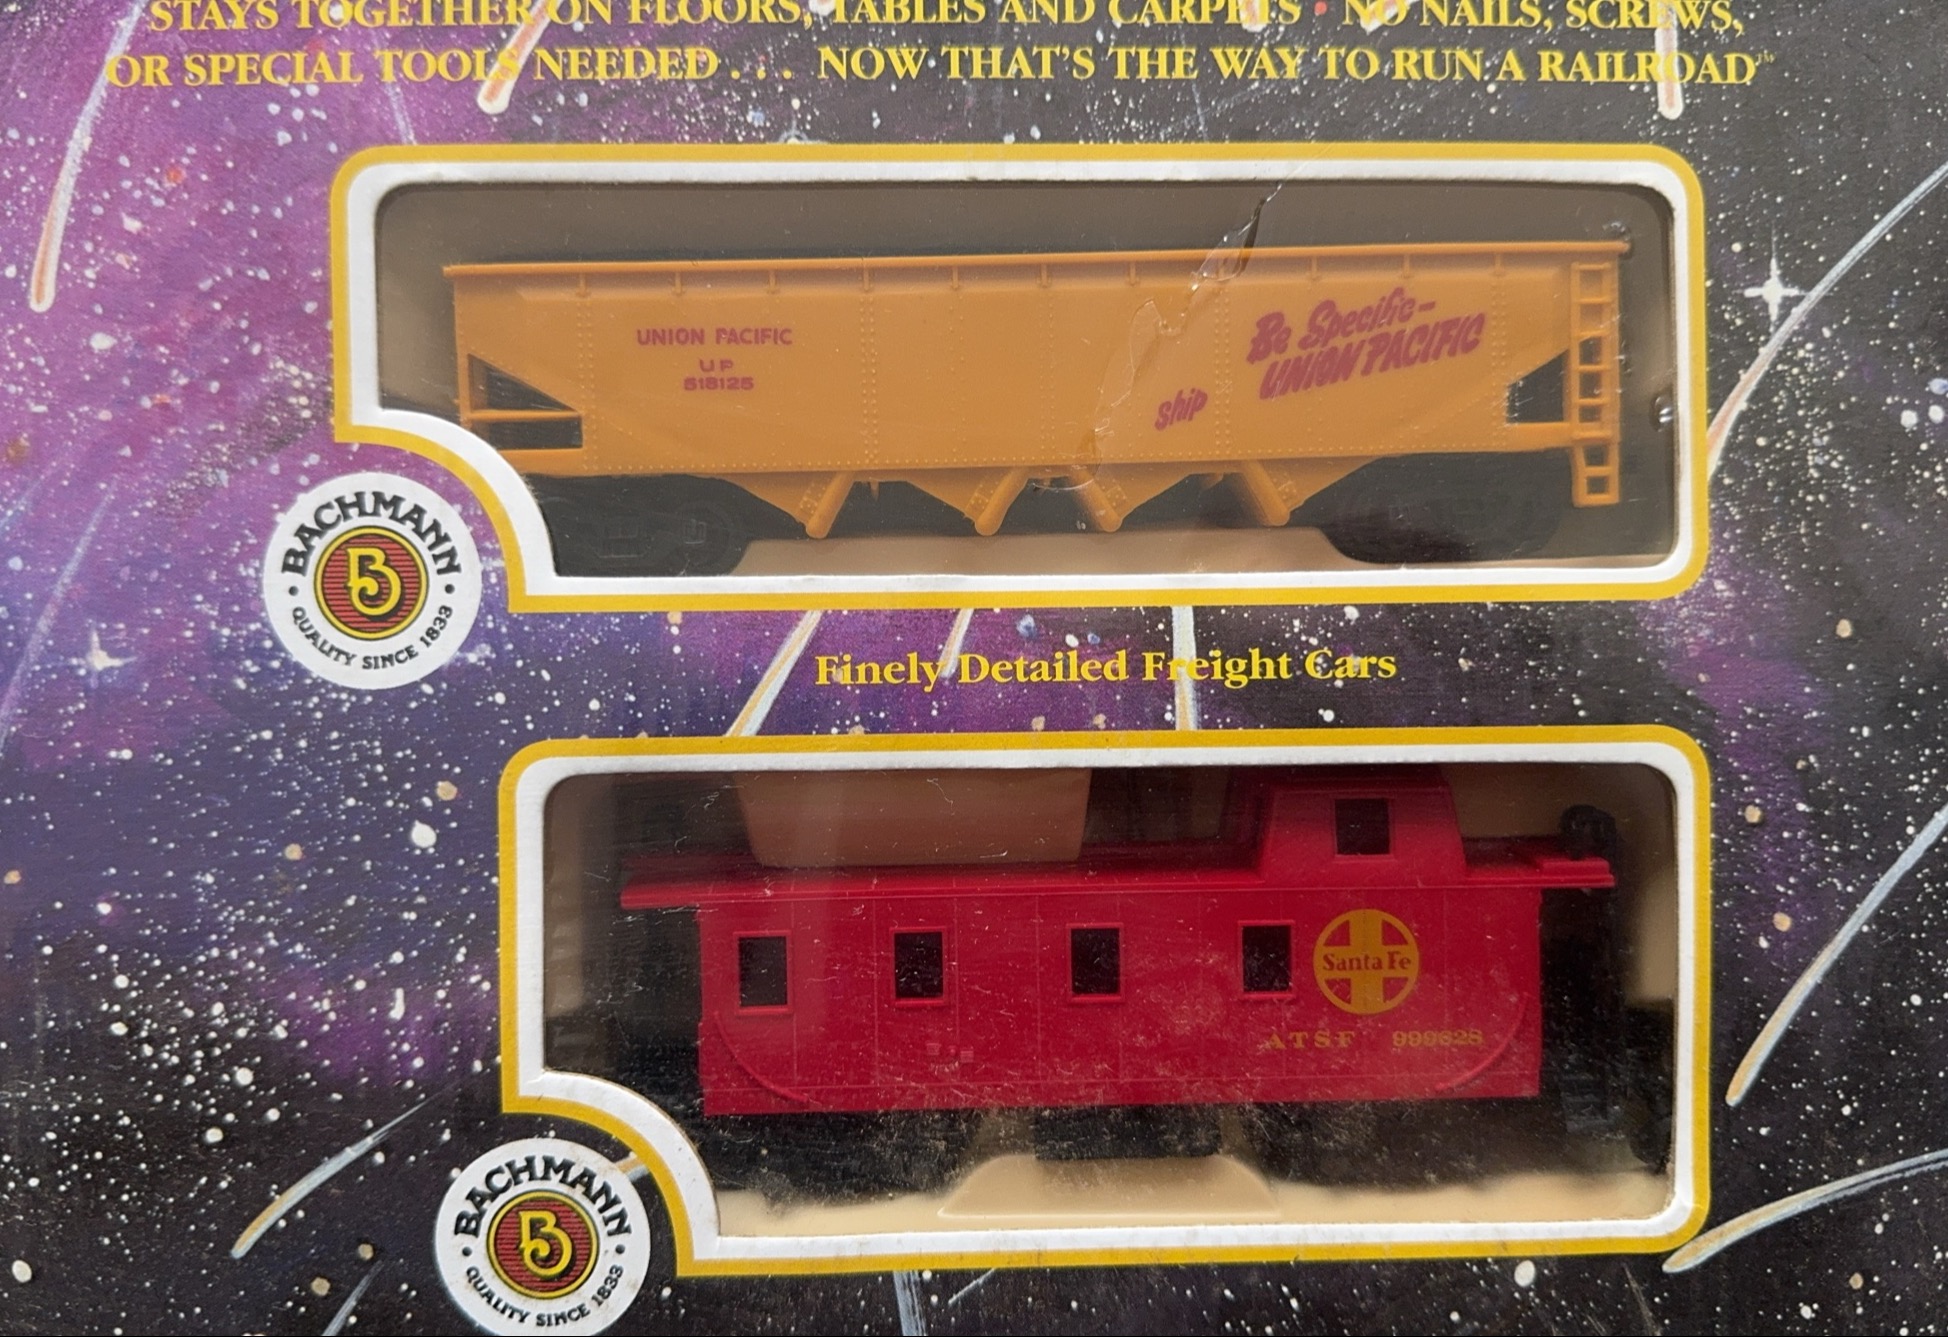 STAYS TOGETHER ON FLOORS, TABLES AND CARPETS • NO NAILS, SCREWS,
OR SPECIAL TOOLS NEEDED . . . NOW THAT'S THE WAY TO RUN A RAILROAD™
UNION PACIFIC
UP
518125
ship
Be Specific-
UNION PACIFIC
BACHMANN
B
QUALITY SINCE 1833
Finely Detailed Freight Cars
Santa Fe
ATSF 999628
BACHMANN
B
QUALITY SINCE 1833